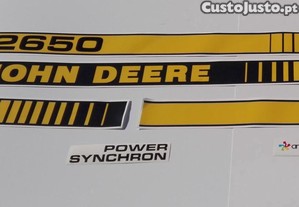 Custojusto.pt
2650
JOHN DEERE
POWER
SYNCHRON